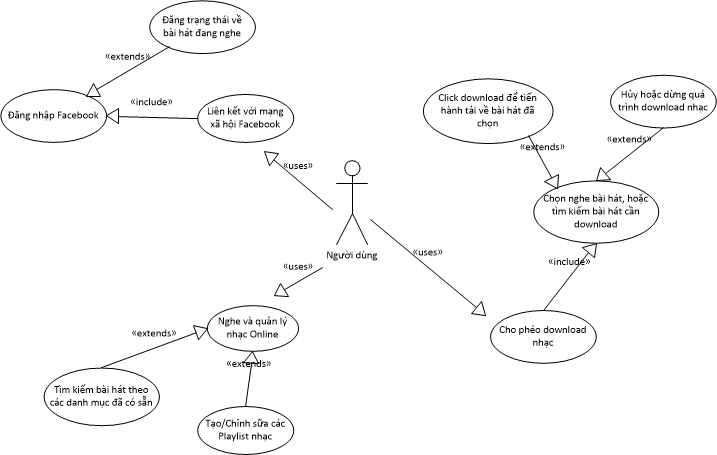 Đăng trạng thái về
bài hát đang nghe
«extends»
Đăng nhập Facebook
«include»
Liên kết với mạng
xã hội Facebook
«uses»
Click download để tiến
hành tải về bài hát đã
chọn
«extends»
Hủy hoặc dừng quá
trình download nhạc
«extends»
Chọn nghe bài hát, hoặc
tìm kiếm bài hát cần
download
«include»
Cho phéo download
nhạc
«uses»
Người dùng
«uses»
Nghe và quản lý
nhạc Online
«extends»
Tìm kiếm bài hát theo
các danh mục đã có sẵn
«extends»
Tạo/Chỉnh sữa các
Playlist nhạc